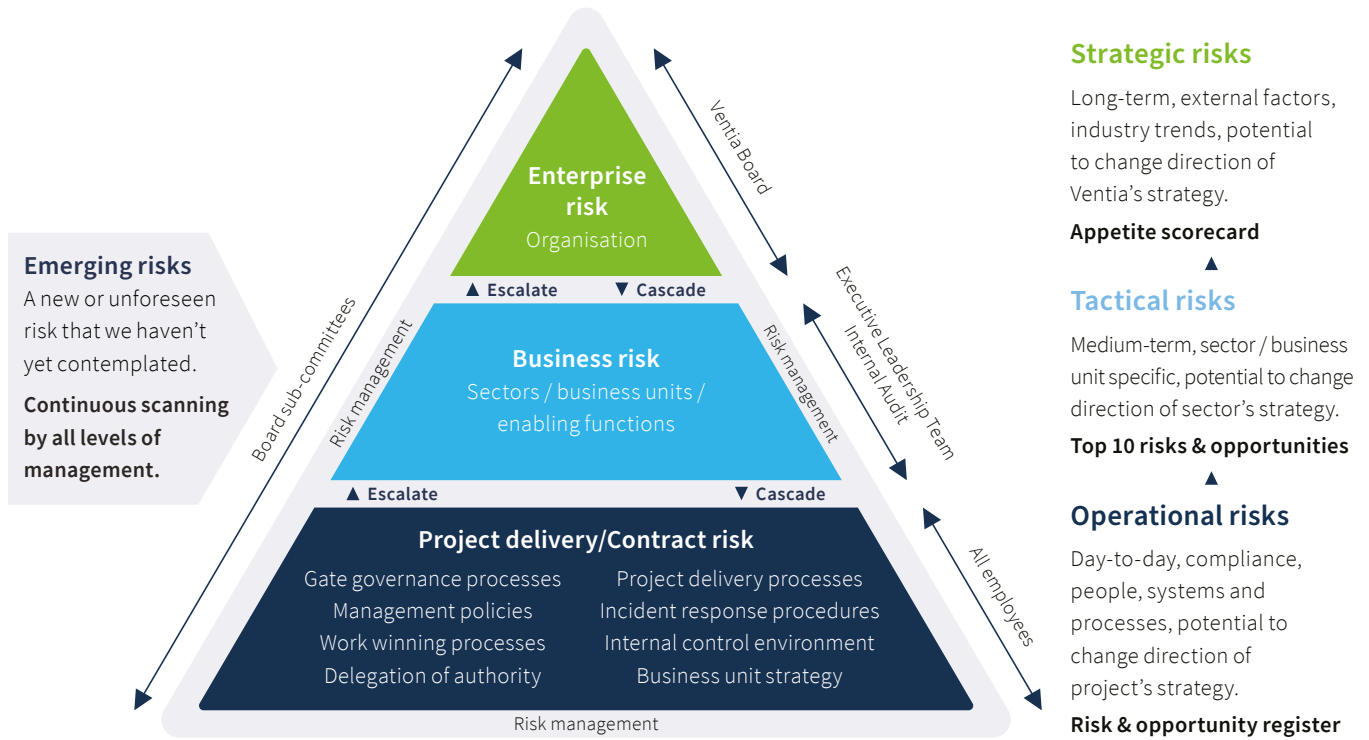 Emerging risks
A new or unforeseen
risk that we haven't
yet contemplated.
Continuous scanning
by all levels of
management.
Board sub-committees
Risk management
Enterprise
risk
Organisation
▲ Escalate
▼ Cascade
Business risk
Sectors / business units /
enabling functions
▲ Escalate
▼ Cascade
Project delivery/Contract risk
Gate governance processes
Management policies
Work winning processes
Delegation of authority
Project delivery processes
Incident response procedures
Internal control environment
Business unit strategy
Risk management
Risk management
Ventia Board
Executive Leadership Team
Internal Audit
All employees
Strategic risks
Long-term, external factors,
industry trends, potential
to change direction of
Ventia's strategy.
Appetite scorecard
▲
Tactical risks
Medium-term, sector / business
unit specific, potential to change
direction of sector's strategy.
Top 10 risks & opportunities
▲
Operational risks
Day-to-day, compliance,
people, systems and
processes, potential to
change direction of
project's strategy.
Risk & opportunity register